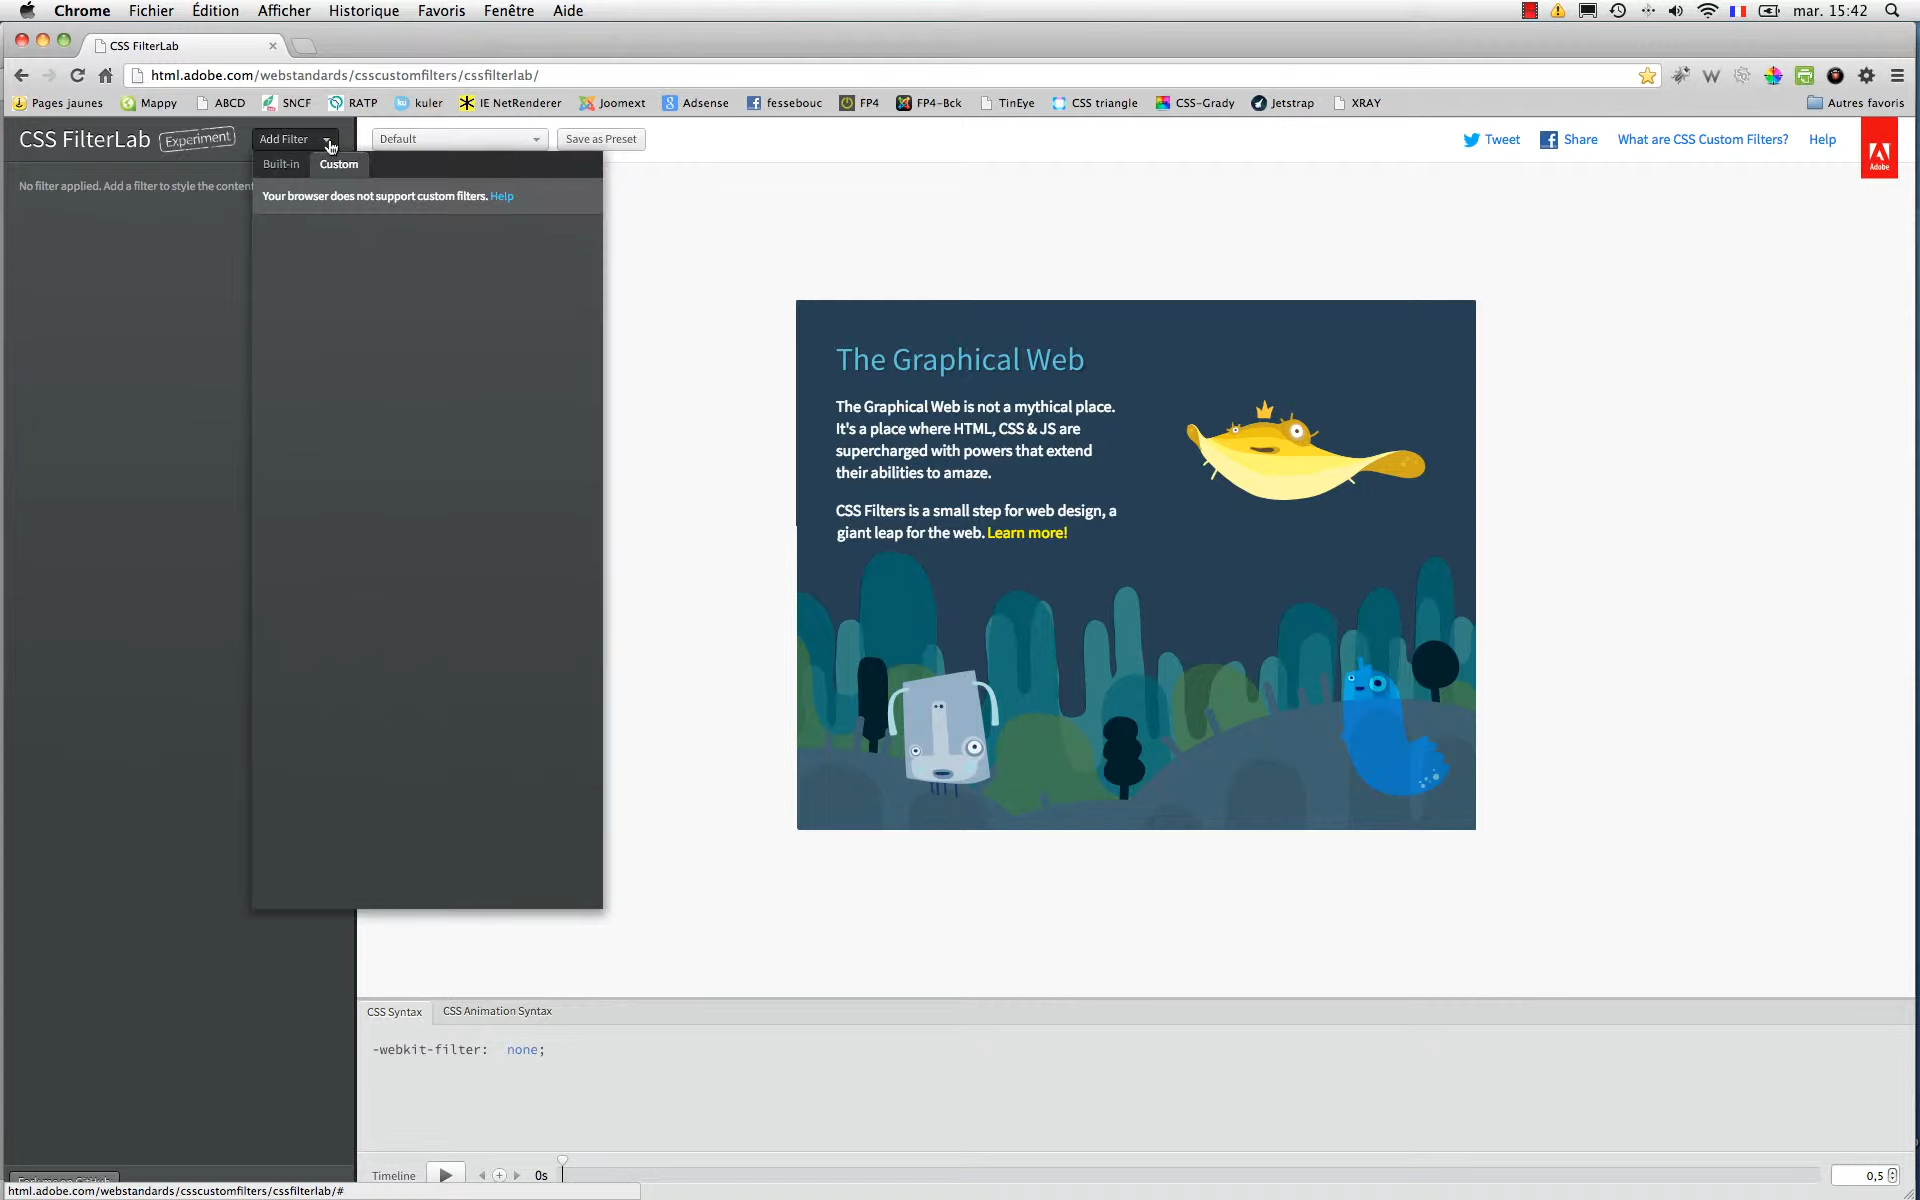 Chrome Fichier Édition Afficher Historique Favoris Fenêtre Aide mar. 15:42
CSS FilterLab
html.adobe.com/webstandards/csscustomfilters/cssfilterlab/
Pages jaunes Mappy ABCD SNCF RATP kuler IE NetRenderer Joomext Adsense fessebouc FP4 FP4-Bck TinEye CSS triangle CSS-Grady Jetstrap XRAY Autres favoris
CSS FilterLab Experiment Add Filter Default Save as Preset Tweet Share What are CSS Custom Filters? Help
Adobe
Built-in Custom
No filter applied. Add a filter to style the content
Your browser does not support custom filters. Help
The Graphical Web
The Graphical Web is not a mythical place.
It's a place where HTML, CSS & JS are
supercharged with powers that extend
their abilities to amaze.
CSS Filters is a small step for web design, a
giant leap for the web. Learn more!
CSS Syntax CSS Animation Syntax
-webkit-filter: none;
Timeline 0s 0,5
html.adobe.com/webstandards/csscustomfilters/cssfilterlab/#